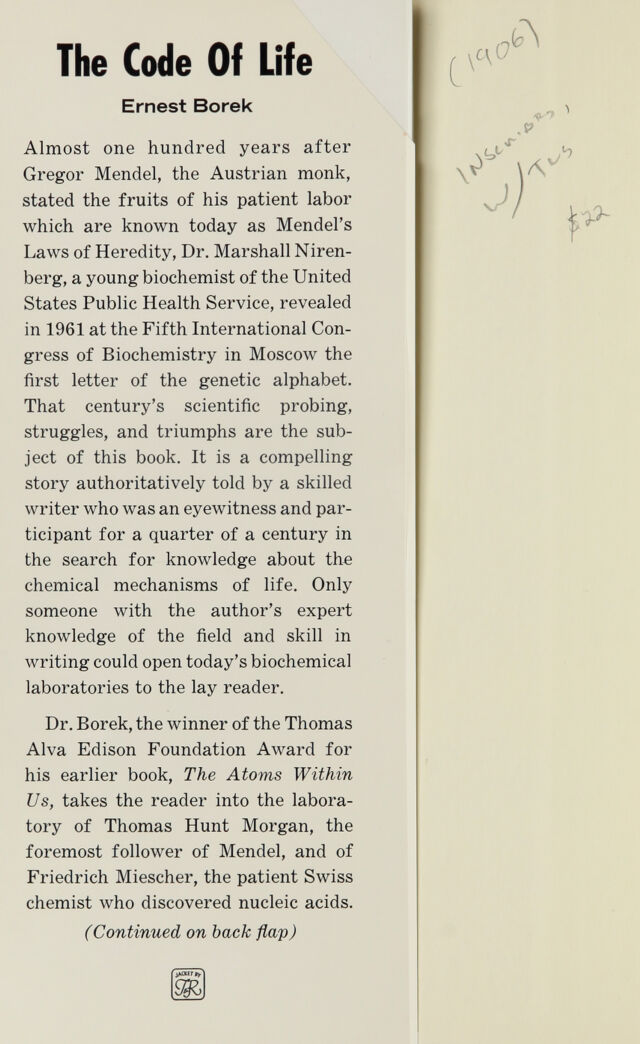 The Code Of Life
Ernest Borek
Almost one hundred years after
Gregor Mendel, the Austrian monk,
stated the fruits of his patient labor
which are known today as Mendel's
Laws of Heredity, Dr. Marshall Niren-
berg, a young biochemist of the United
States Public Health Service, revealed
in 1961 at the Fifth International Con-
gress of Biochemistry in Moscow the
first letter of the genetic alphabet.
That century's scientific probing,
struggles, and triumphs are the sub-
ject of this book. It is a compelling
story authoritatively told by a skilled
writer who was an eyewitness and par-
ticipant for a quarter of a century in
the search for knowledge about the
chemical mechanisms of life. Only
someone with the author's expert
knowledge of the field and skill in
writing could open today's biochemical
laboratories to the lay reader.
Dr. Borek, the winner of the Thomas
Alva Edison Foundation Award for
his earlier book, The Atoms Within
Us, takes the reader into the labora-
tory of Thomas Hunt Morgan, the
foremost follower of Mendel, and of
Friedrich Miescher, the patient Swiss
chemist who discovered nucleic acids.
(Continued on back flap)
JACKET BY
(1906)
w/
$22